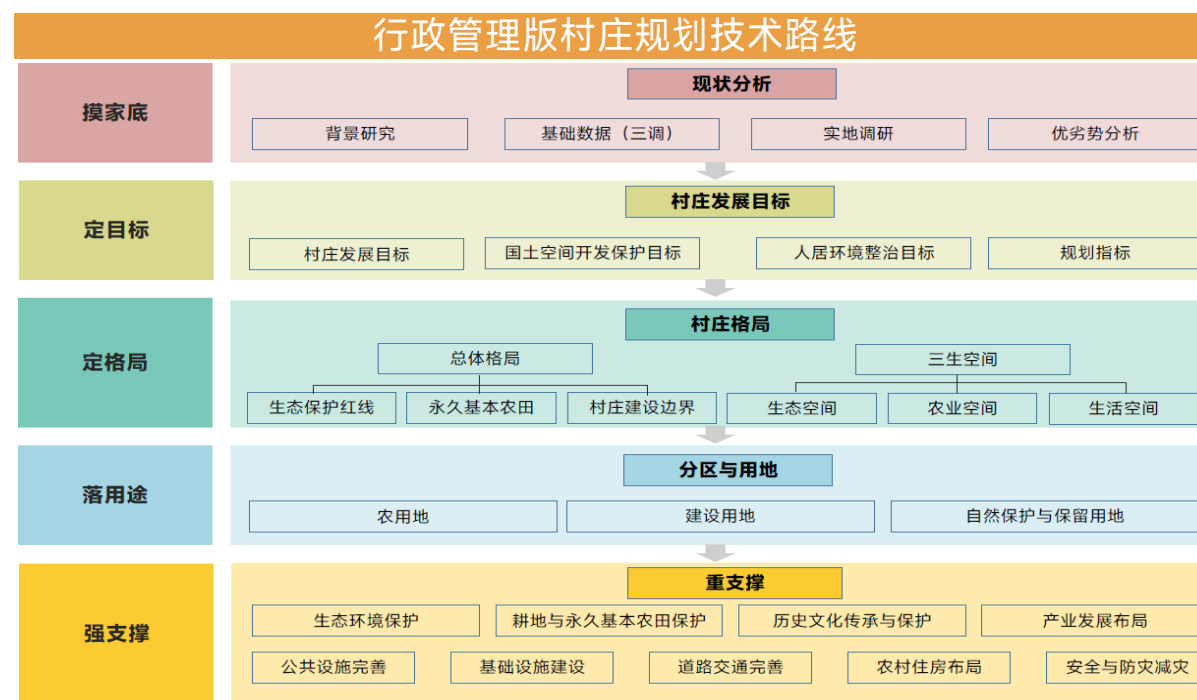 行政管理版村庄规划技术路线
摸家底
现状分析
背景研究
基础数据（三调）
实地调研
优劣势分析
定目标
村庄发展目标
村庄发展目标
国土空间开发保护目标
人居环境整治目标
规划指标
定格局
村庄格局
总体格局
三生空间
生态保护红线
永久基本农田
村庄建设边界
生态空间
农业空间
生活空间
落用途
分区与用地
农用地
建设用地
自然保护与保留用地
强支撑
重支撑
生态环境保护
耕地与永久基本农田保护
历史文化传承与保护
产业发展布局
公共设施完善
基础设施建设
道路交通完善
农村住房布局
安全与防灾减灾